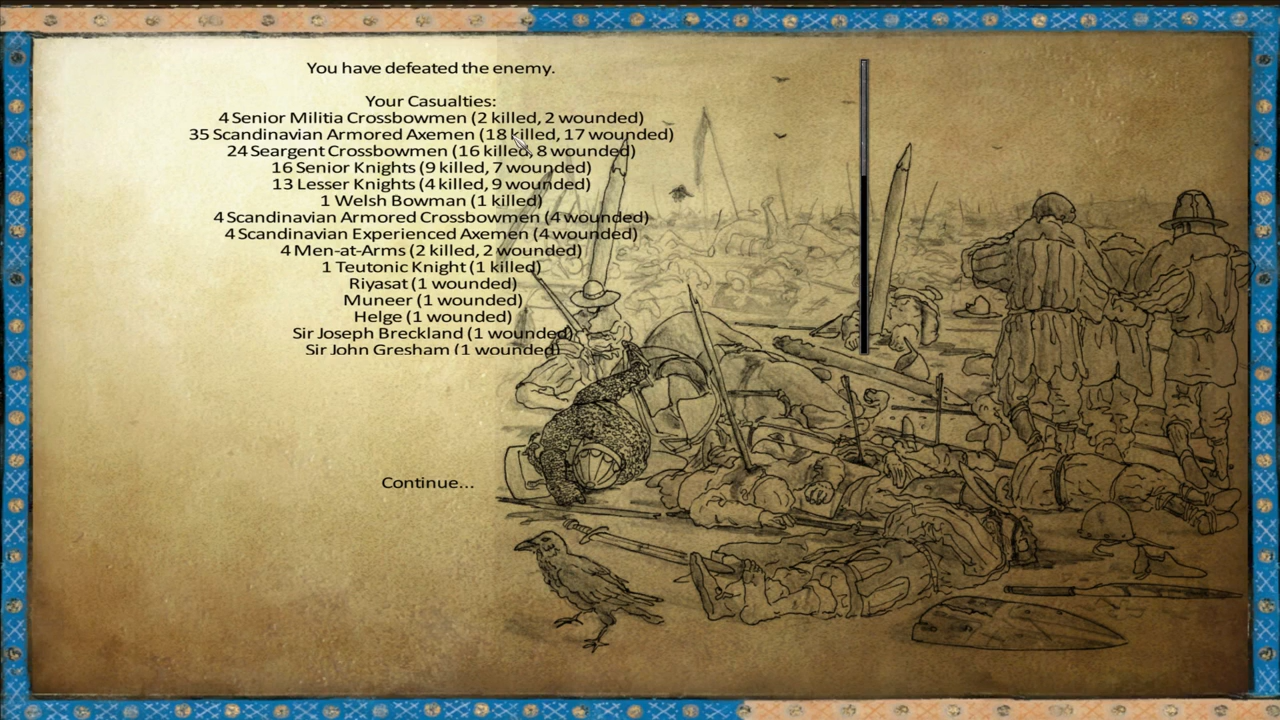 You have defeated the enemy.
Your Casualties:
4 Senior Militia Crossbowmen (2 killed, 2 wounded)
35 Scandinavian Armored Axemen (18 killed, 17 wounded)
24 Seargent Crossbowmen (16 killed, 8 wounded)
16 Senior Knights (9 killed, 7 wounded)
13 Lesser Knights (4 killed, 9 wounded)
1 Welsh Bowman (1 killed)
4 Scandinavian Armored Crossbowmen (4 wounded)
4 Scandinavian Experienced Axemen (4 wounded)
4 Men-at-Arms (2 killed, 2 wounded)
1 Teutonic Knight (1 killed)
Riyasat (1 wounded)
Muneer (1 wounded)
Helge (1 wounded)
Sir Joseph Breckland (1 wounded)
Sir John Gresham (1 wounded)
Continue...